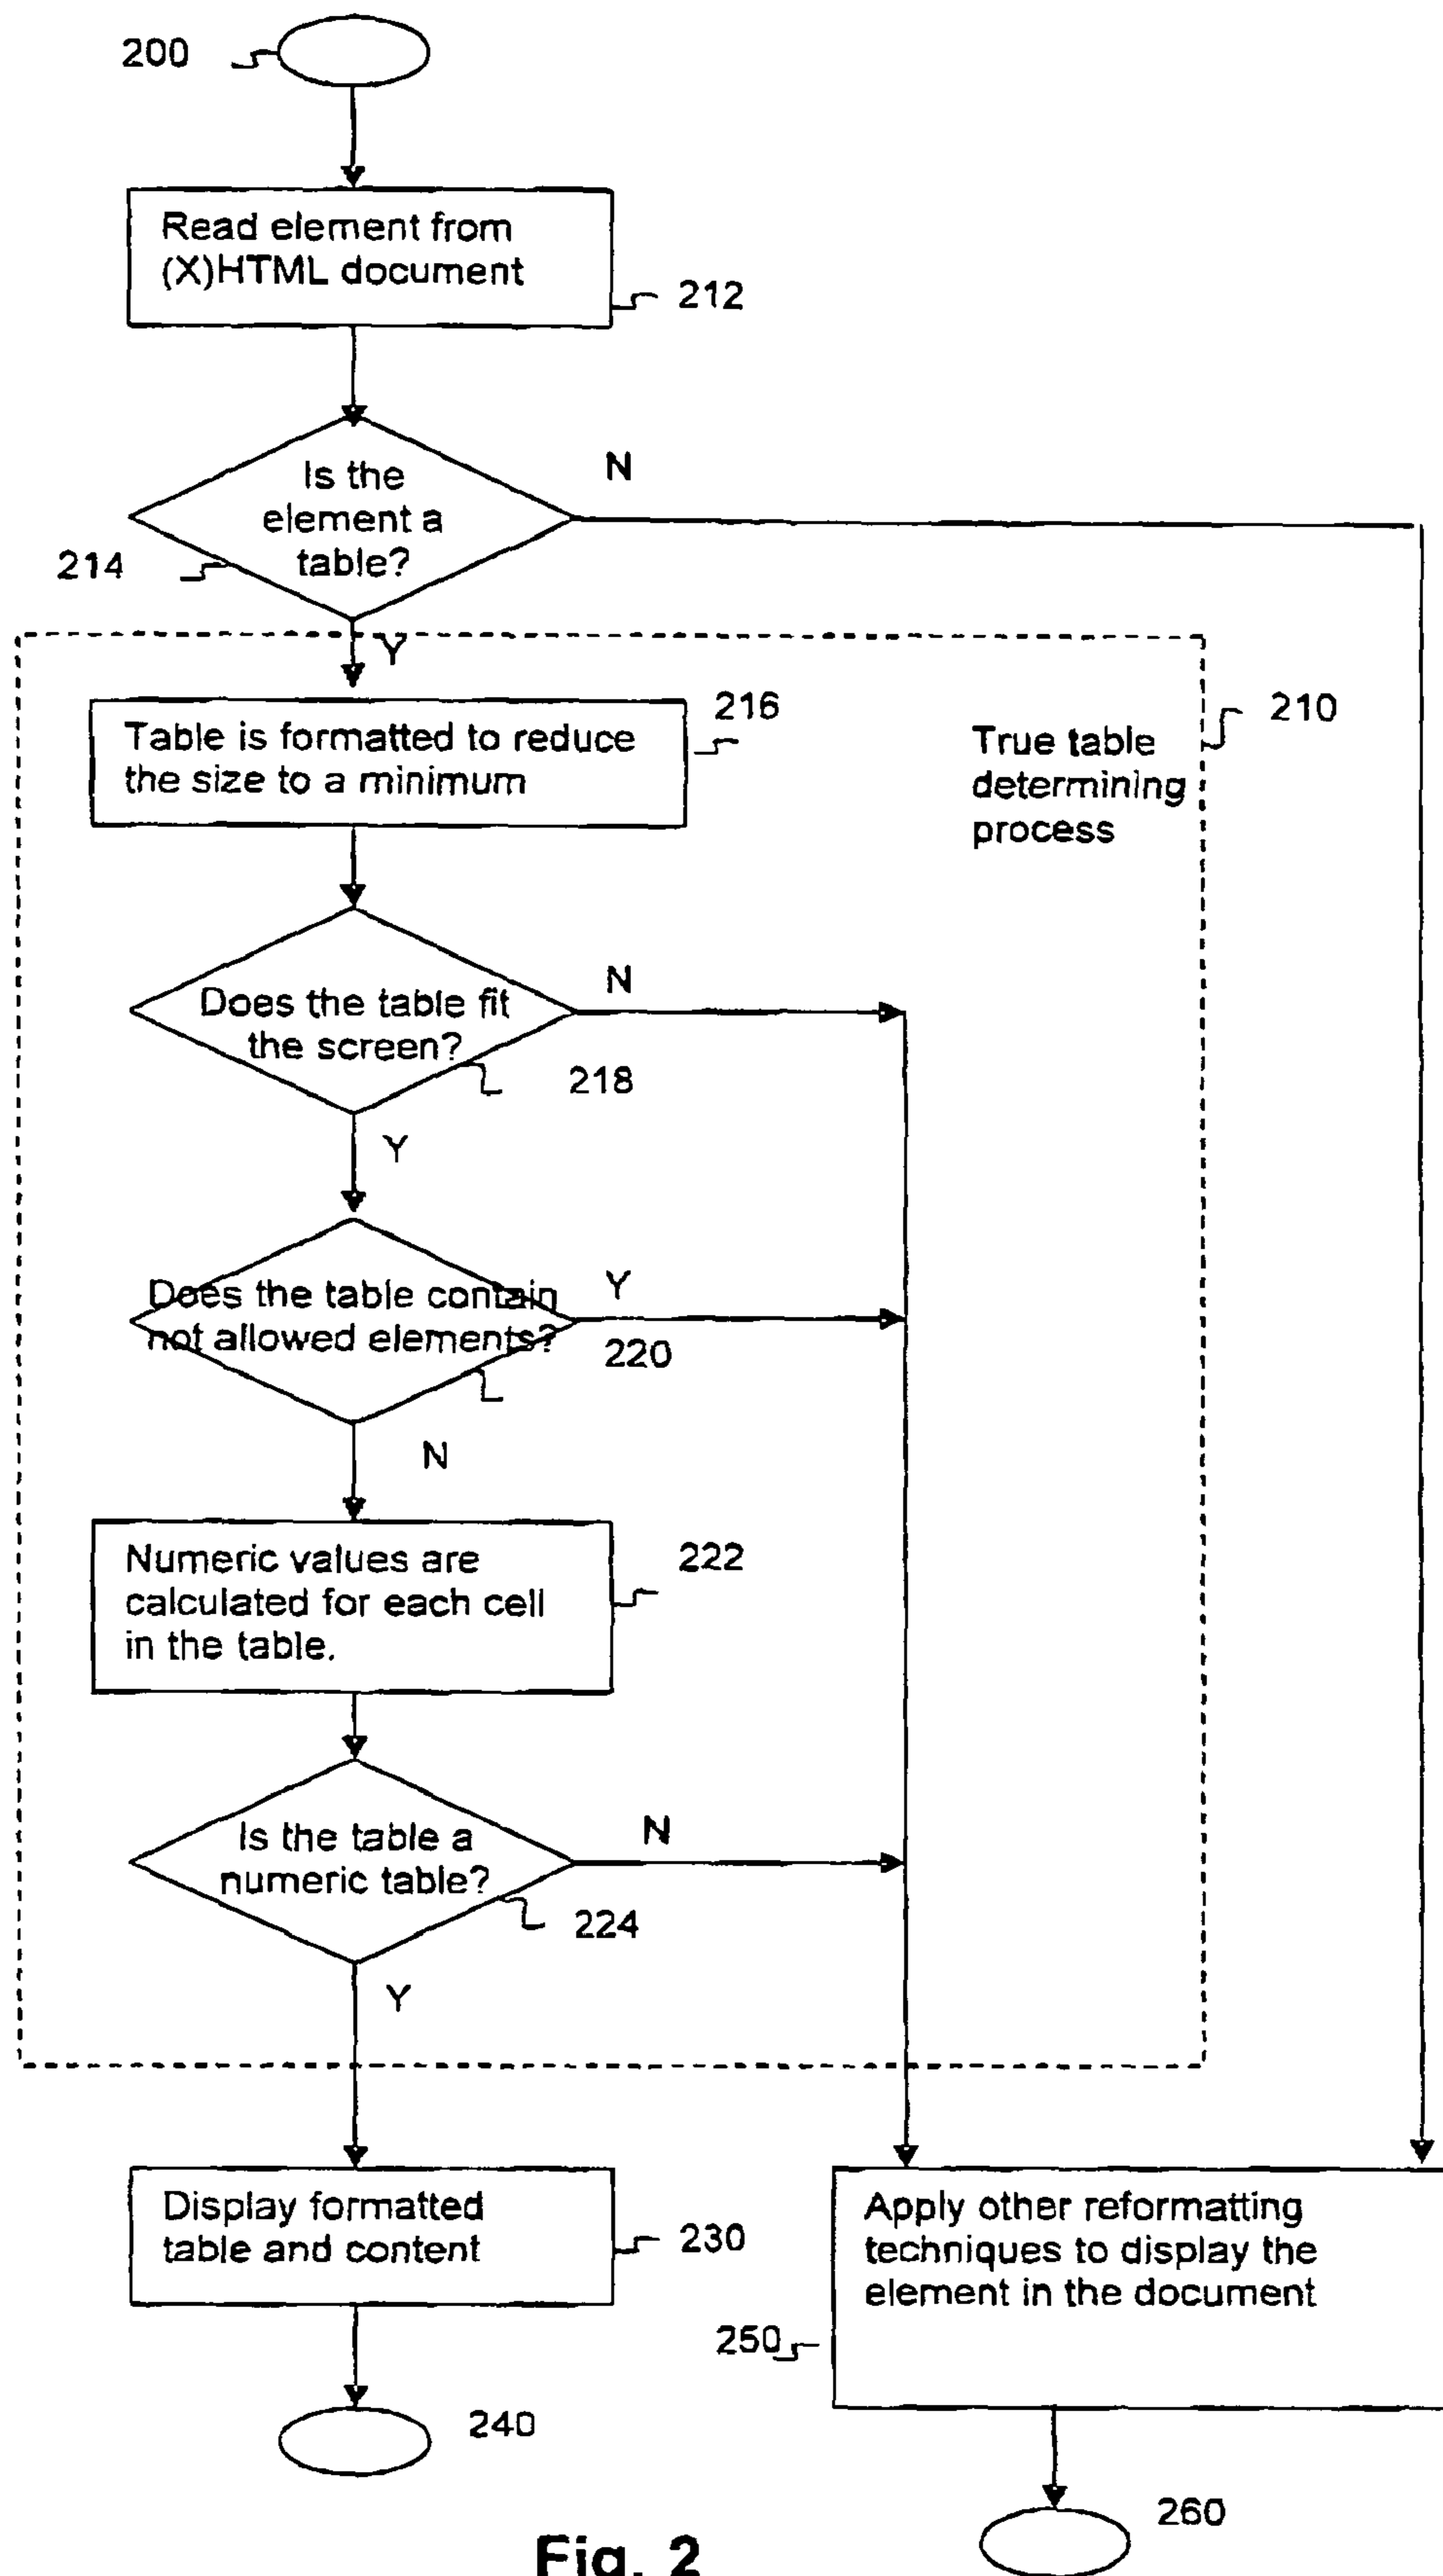 200
Read element from
(X)HTML document
212
Is the
element a
table?
N
214
Y
Table is formatted to reduce
the size to a minimum
216
True table
determining
process
210
Does the table fit
the screen?
N
218
Y
Does the table contain
not allowed elements?
Y
220
N
Numeric values are
calculated for each cell
in the table.
222
Is the table a
numeric table?
N
224
Y
Display formatted
table and content
230
Apply other reformatting
techniques to display the
element in the document
250
240
260
Fig. 2